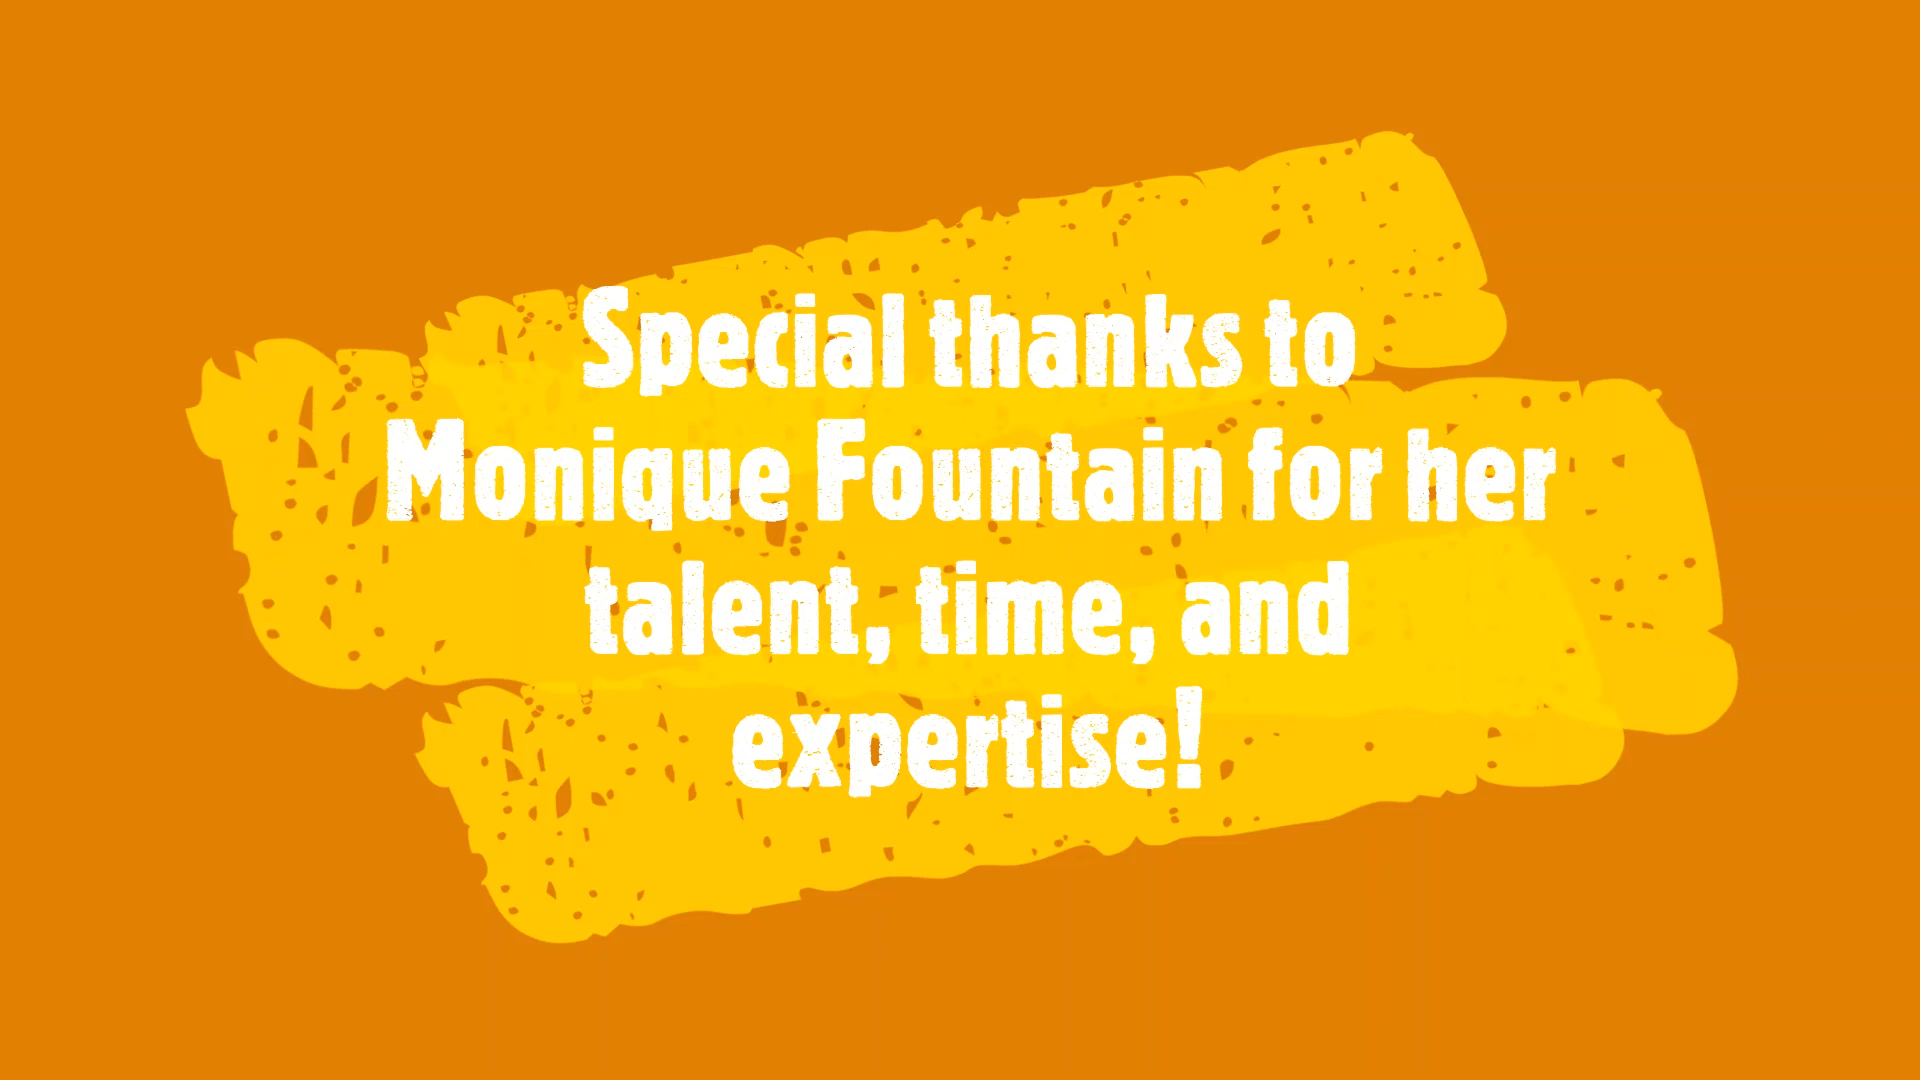 Special thanks to
Monique Fountain for her
talent, time, and
expertise!